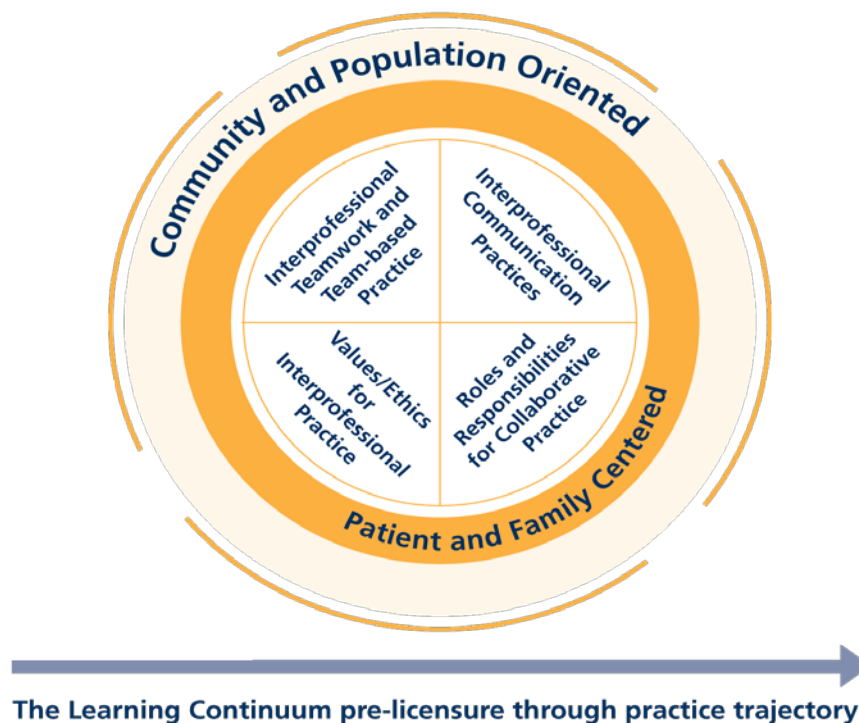 Community and Population Oriented
Interprofessional
Teamwork and
Team-based
Practice
Interprofessional
Communication
Practices
Values/Ethics
for
Interprofessional
Practice
Roles and
Responsibilities
for Collaborative
Practice
Patient and Family Centered
The Learning Continuum pre-licensure through practice trajectory